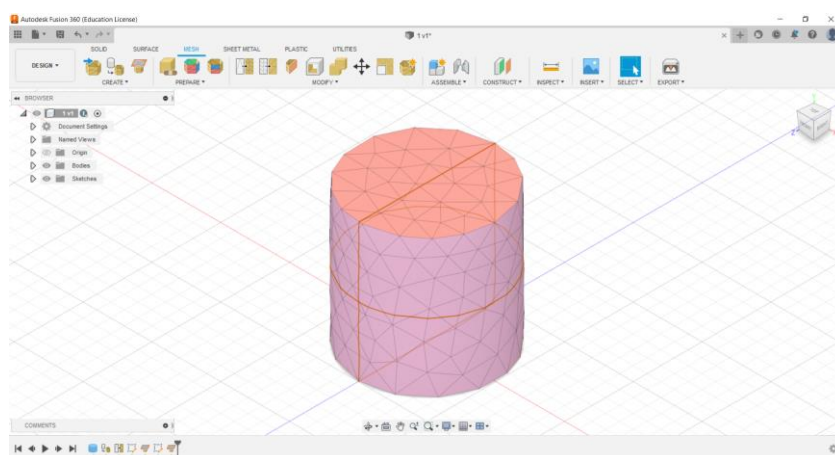 Autodesk Fusion 360 (Education License)
1 v1*
SOLID SURFACE MESH SHEET METAL PLASTIC UTILITIES
DESIGN
CREATE PREPARE MODIFY ASSEMBLE CONSTRUCT INSPECT INSERT SELECT EXPORT
BROWSER
1 v1
Document Settings
Named Views
Origin
Bodies
Sketches
COMMENTS